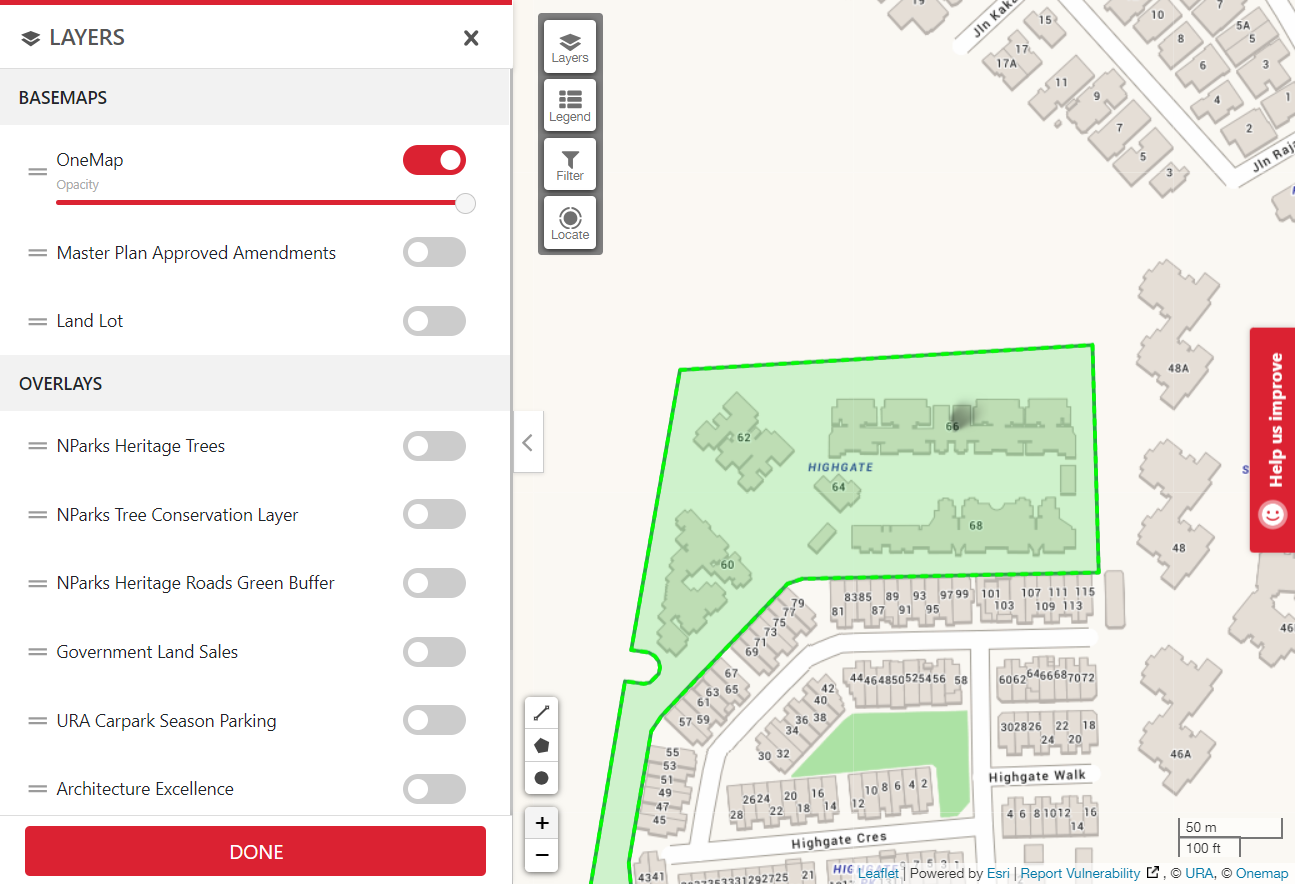 LAYERS
BASEMAPS
OneMap
Opacity
Master Plan Approved Amendments
Land Lot
OVERLAYS
NParks Heritage Trees
NParks Tree Conservation Layer
NParks Heritage Roads Green Buffer
Government Land Sales
URA Carpark Season Parking
Architecture Excellence
DONE
Layers
Legend
Filter
Locate
Jln Kaka
15
17
17A
11
9
7
5
3
10
7
5A
8
5
6
3
4
1
2
Jln Raja
48A
48
46
46A
62
66
HIGHGATE
64
68
60
79
77
75
73
71
69
67
65
63
61
59
57
55
53
51
49
47
45
81
83 85
87
89
91
93
95
97 99
101
103
107
109
111
113
115
44 46 48 50 52 54 56 58
42
40
38
36
34
32
30
60 62 64 66 68 70 72
30 28 26
24
22
20
18
Highgate Walk
4 6 8 10 12
14
16
28
26 24
22
20
18
16
14
12
10 8 6 4 2
Highgate Cres
43 41
21
HIG
Help us improve
+
−
50 m
100 ft
Leaflet | Powered by Esri | Report Vulnerability , © URA, © Onemap